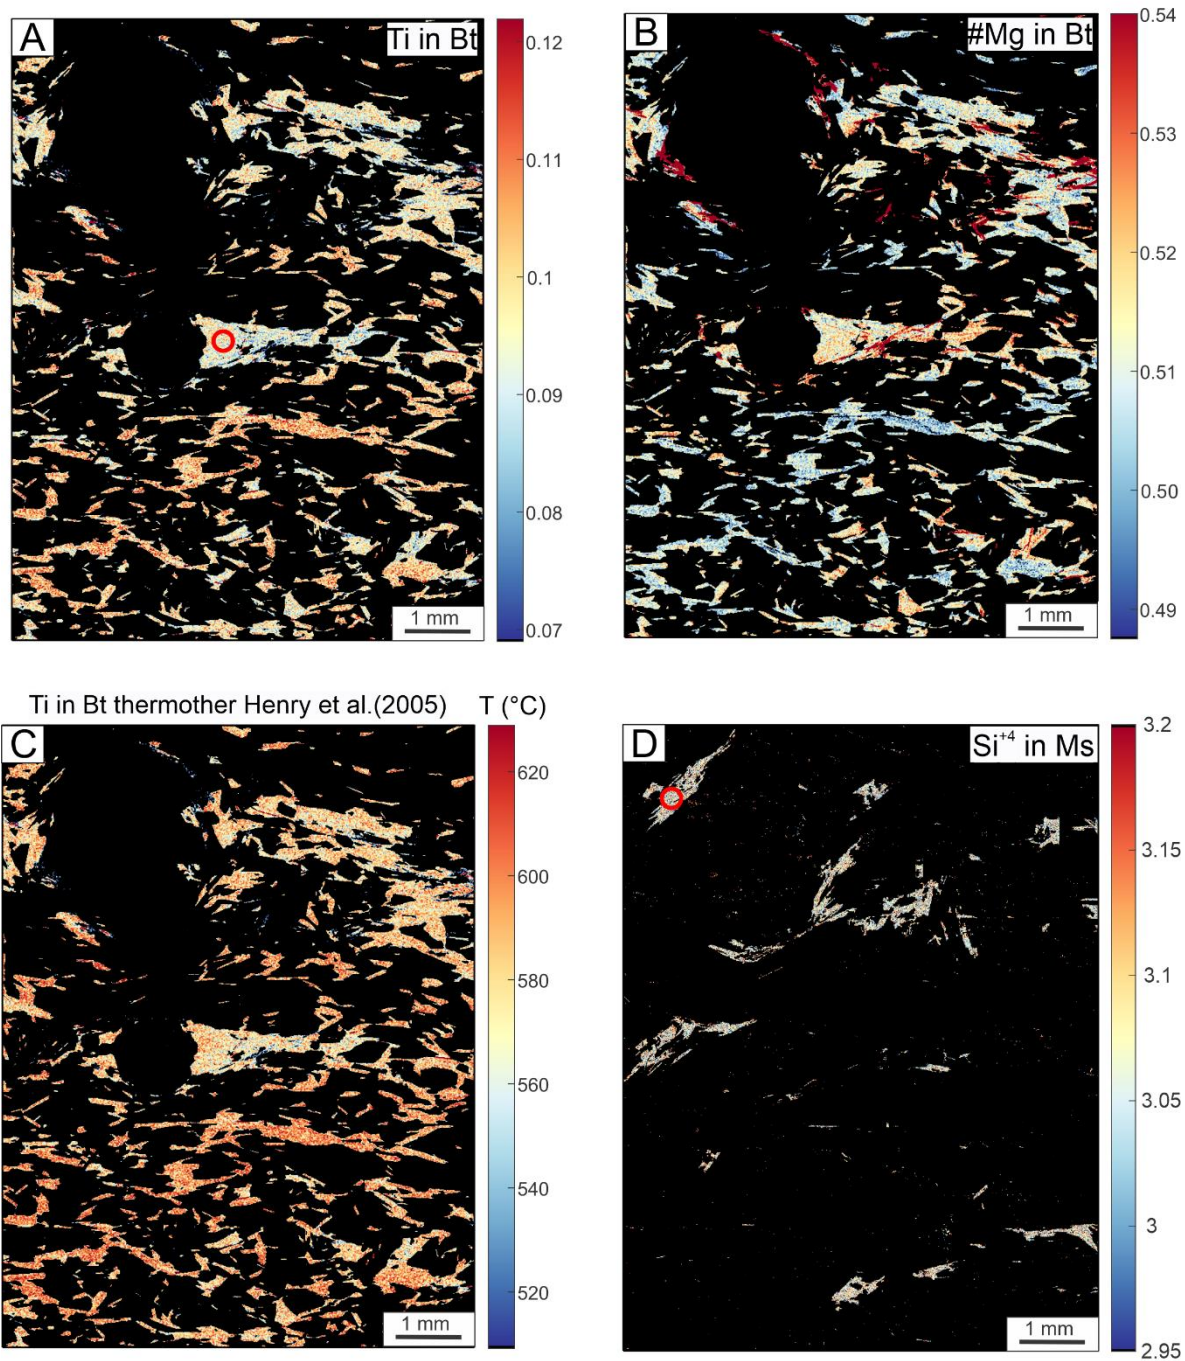 A
Ti in Bt
0.12
0.11
0.1
0.09
0.08
0.07
1 mm
B
#Mg in Bt
0.54
0.53
0.52
0.51
0.50
0.49
1 mm
Ti in Bt thermother Henry et al.(2005)
T (°C)
C
620
600
580
560
540
520
1 mm
D
Si⁺⁴ in Ms
3.2
3.15
3.1
3.05
3
2.95
1 mm